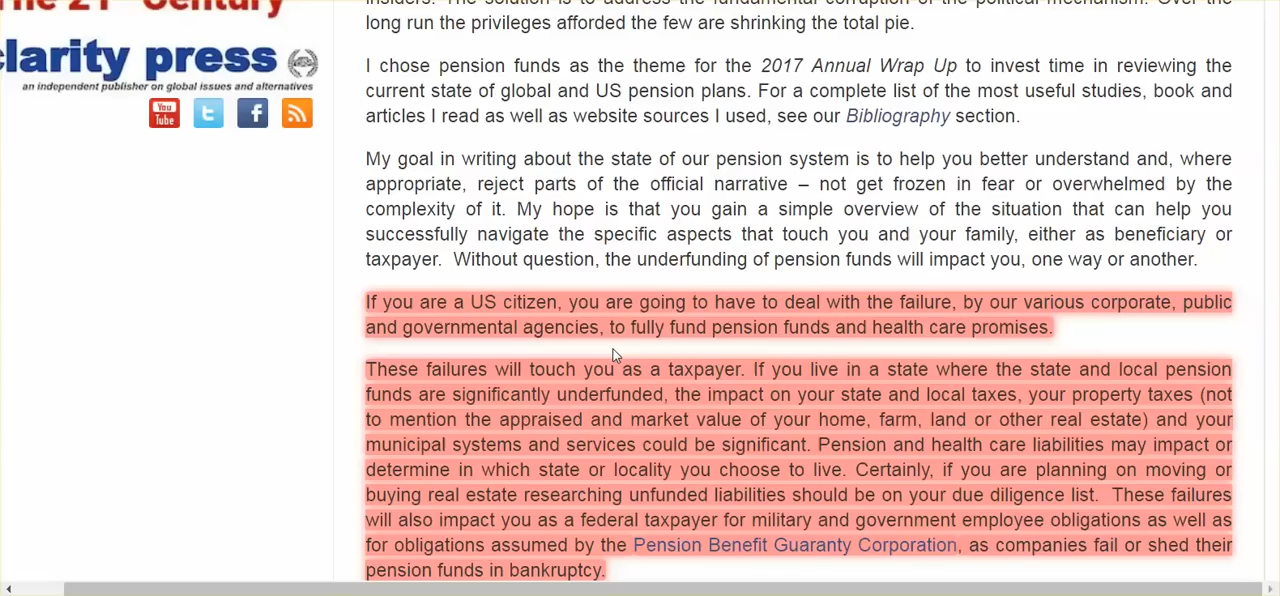 The 21st Century
clarity press
an independent publisher on global issues and alternatives
You
Tube
insiders. The solution is to address the fundamental corruption of the political mechanism. Over the
long run the privileges afforded the few are shrinking the total pie.
I chose pension funds as the theme for the 2017 Annual Wrap Up to invest time in reviewing the
current state of global and US pension plans. For a complete list of the most useful studies, book and
articles I read as well as website sources I used, see our Bibliography section.
My goal in writing about the state of our pension system is to help you better understand and, where
appropriate, reject parts of the official narrative – not get frozen in fear or overwhelmed by the
complexity of it. My hope is that you gain a simple overview of the situation that can help you
successfully navigate the specific aspects that touch you and your family, either as beneficiary or
taxpayer. Without question, the underfunding of pension funds will impact you, one way or another.
If you are a US citizen, you are going to have to deal with the failure, by our various corporate, public
and governmental agencies, to fully fund pension funds and health care promises.
These failures will touch you as a taxpayer. If you live in a state where the state and local pension
funds are significantly underfunded, the impact on your state and local taxes, your property taxes (not
to mention the appraised and market value of your home, farm, land or other real estate) and your
municipal systems and services could be significant. Pension and health care liabilities may impact or
determine in which state or locality you choose to live. Certainly, if you are planning on moving or
buying real estate researching unfunded liabilities should be on your due diligence list. These failures
will also impact you as a federal taxpayer for military and government employee obligations as well as
for obligations assumed by the Pension Benefit Guaranty Corporation, as companies fail or shed their
pension funds in bankruptcy.